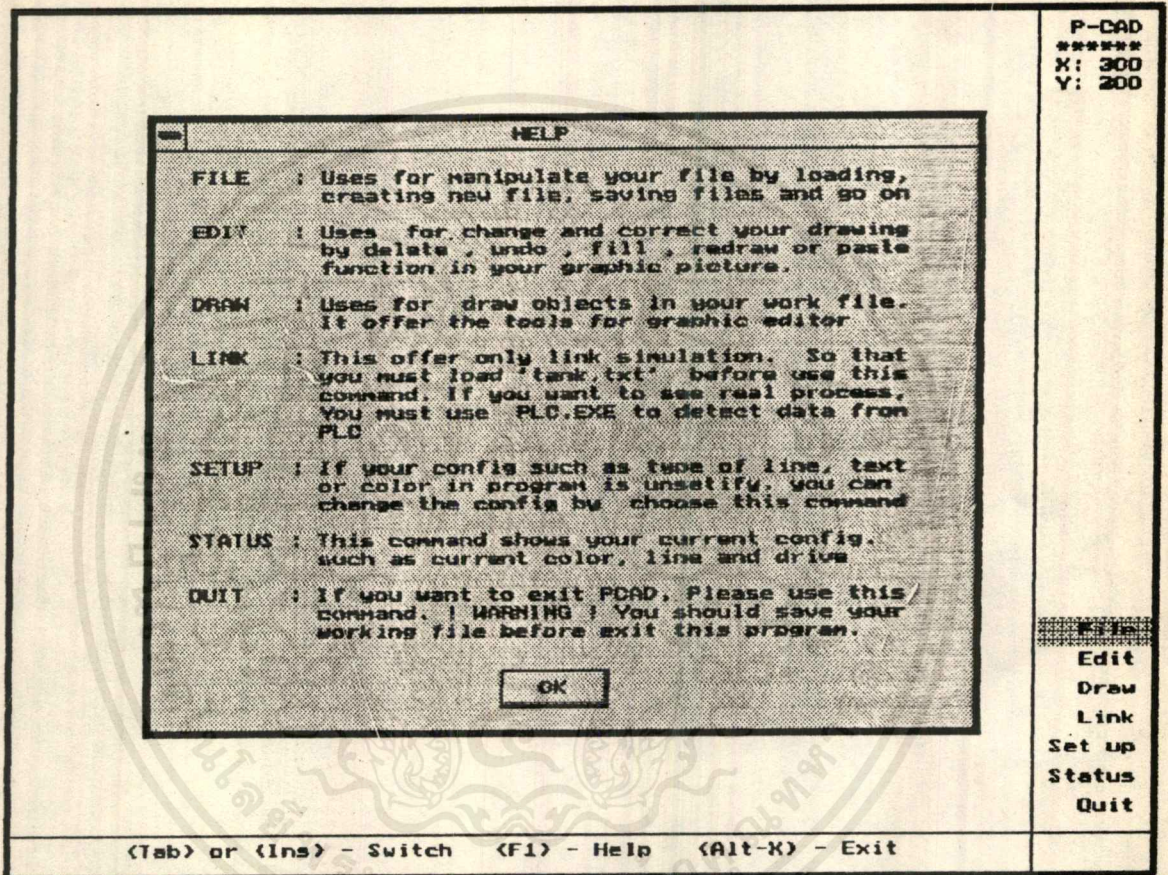 P-CAD
******
X: 300
Y: 200
HELP
FILE : Uses for manipulate your file by loading,
creating new file, saving files and go on
EDIT : Uses for change and correct your drawing
by delete , undo , fill , redraw or paste
function in your graphic picture.
DRAW : Uses for draw objects in your work file.
It offer the tools for graphic editor
LINK : This offer only link simulation. So that
you must load "tank.txt" before use this
command. If you want to see real process,
You must use PLC.EXE to detect data from
PLC
SETUP : If your config such as type of line, text
or color in program is unsatify, you can
change the config by choose this command
STATUS : This command shows your current config.
such as current color, line and drive
QUIT : If you want to exit PCAD, Please use this
command. ! WARNING ! You should save your
working file before exit this program.
OK
File
Edit
Draw
Link
Set up
Status
Quit
<Tab> or <Ins> - Switch <F1> - Help <Alt-X> - Exit